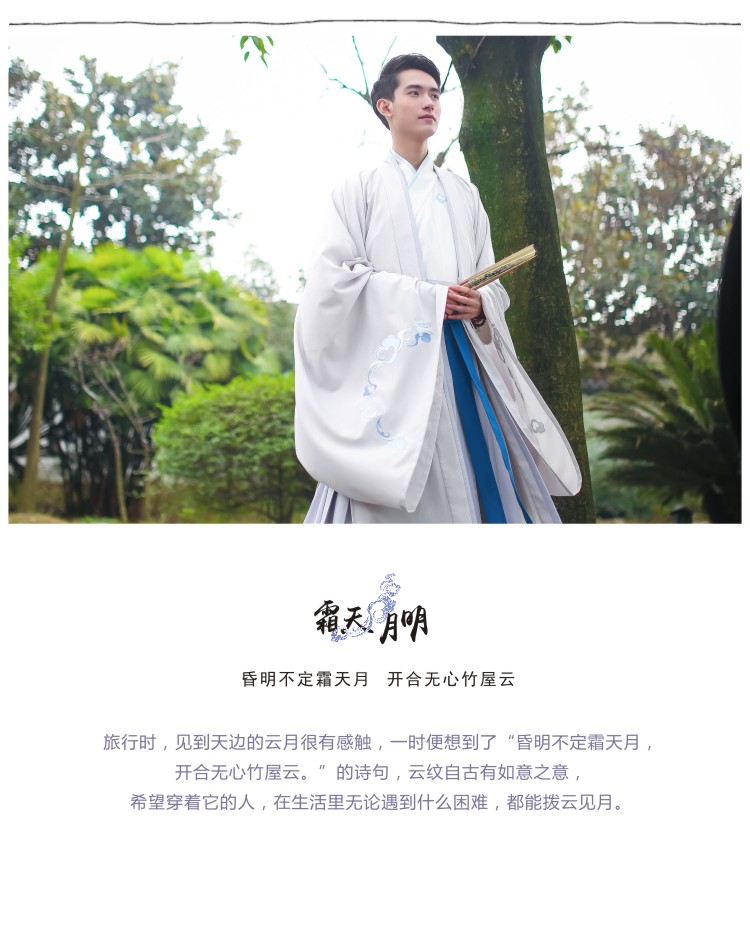 霜天月明
昏明不定霜天月 开合无心竹屋云
旅行时，见到天边的云月很有感触，一时便想到了“昏明不定霜天月，
开合无心竹屋云。”的诗句，云纹自古有如意之意，
希望穿着它的人，在生活里无论遇到什么困难，都能拨云见月。